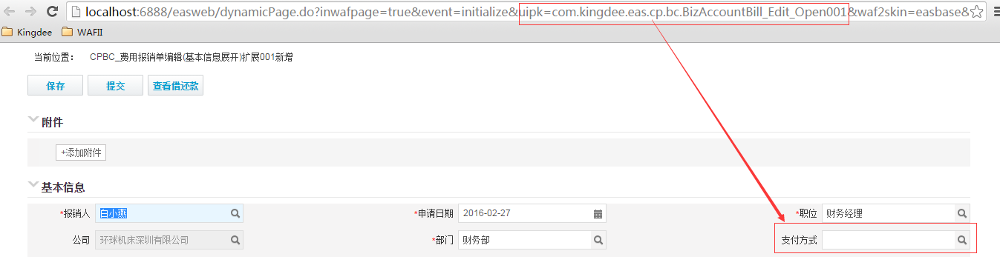 localhost:6888/easweb/dynamicPage.do?inwafpage=true&event=initialize&uipk=com.kingdee.eas.cp.bc.BizAccountBill_Edit_Open001&waf2skin=easbase&
Kingdee WAFII
当前位置： CPBC_费用报销单编辑(基本信息展开)扩展001新增
保存 提交 查看借还款
附件
+添加附件
基本信息
*报销人 白小燕 *申请日期 2016-02-27 *职位 财务经理
公司 环球机床深圳有限公司 *部门 财务部 支付方式